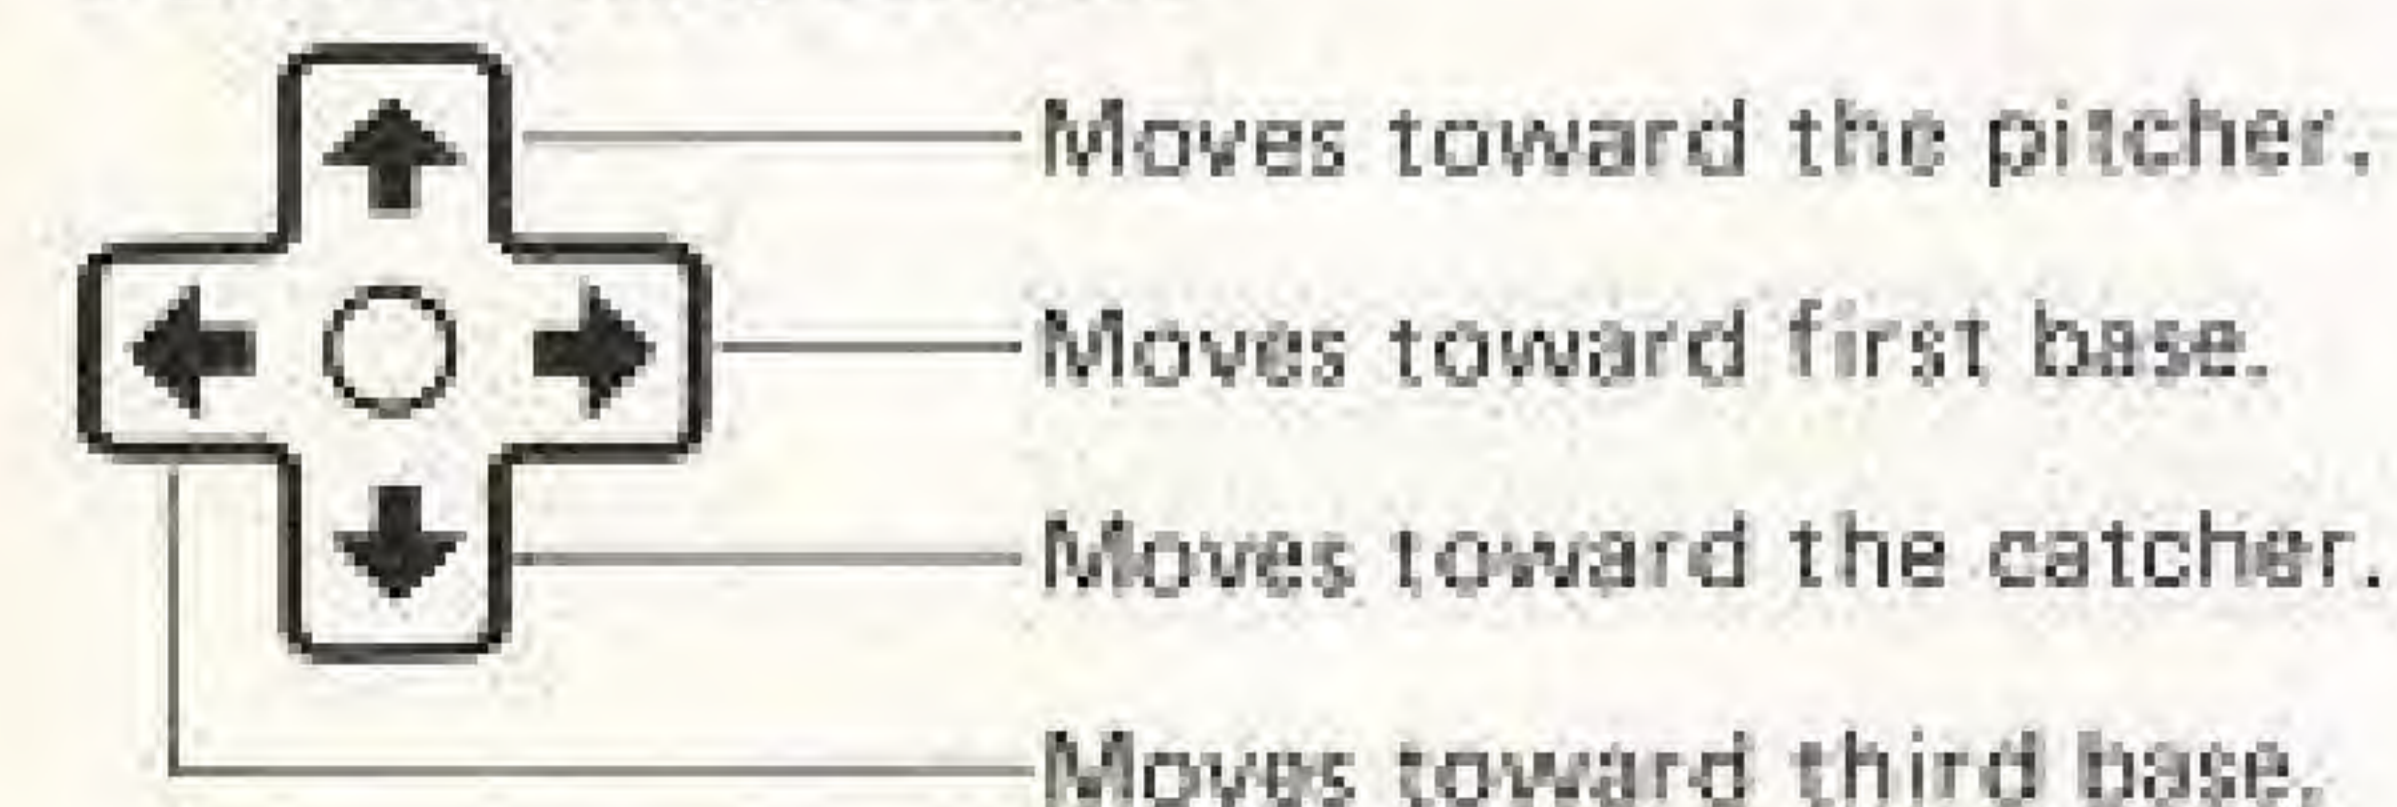 Moves toward the pitcher.
Moves toward first base.
Moves toward the catcher.
Moves toward third base.